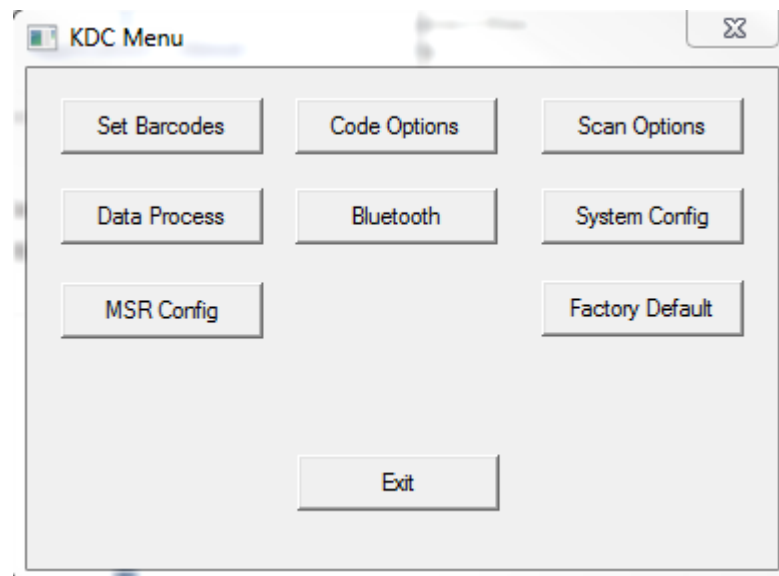 KDC Menu
Set Barcodes Code Options Scan Options
Data Process Bluetooth System Config
MSR Config Factory Default
Exit